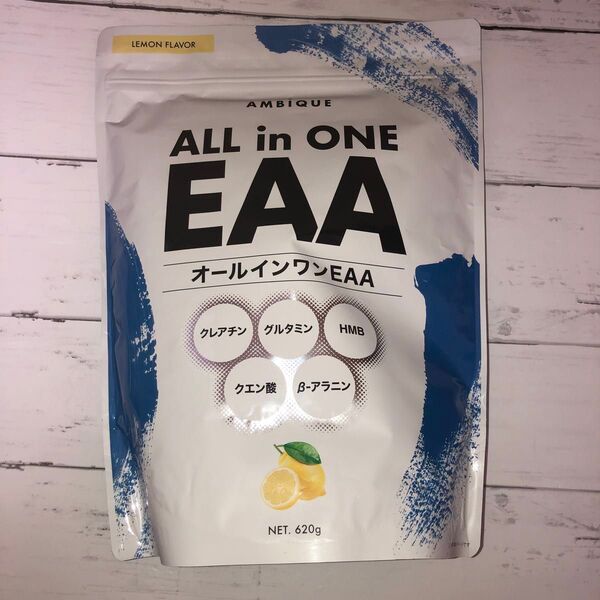 LEMON FLAVOR
AMBIQUE
ALL in ONE
EAA
オールインワンEAA
クレアチン
グルタミン
HMB
クエン酸
β-アラニン
NET. 620g